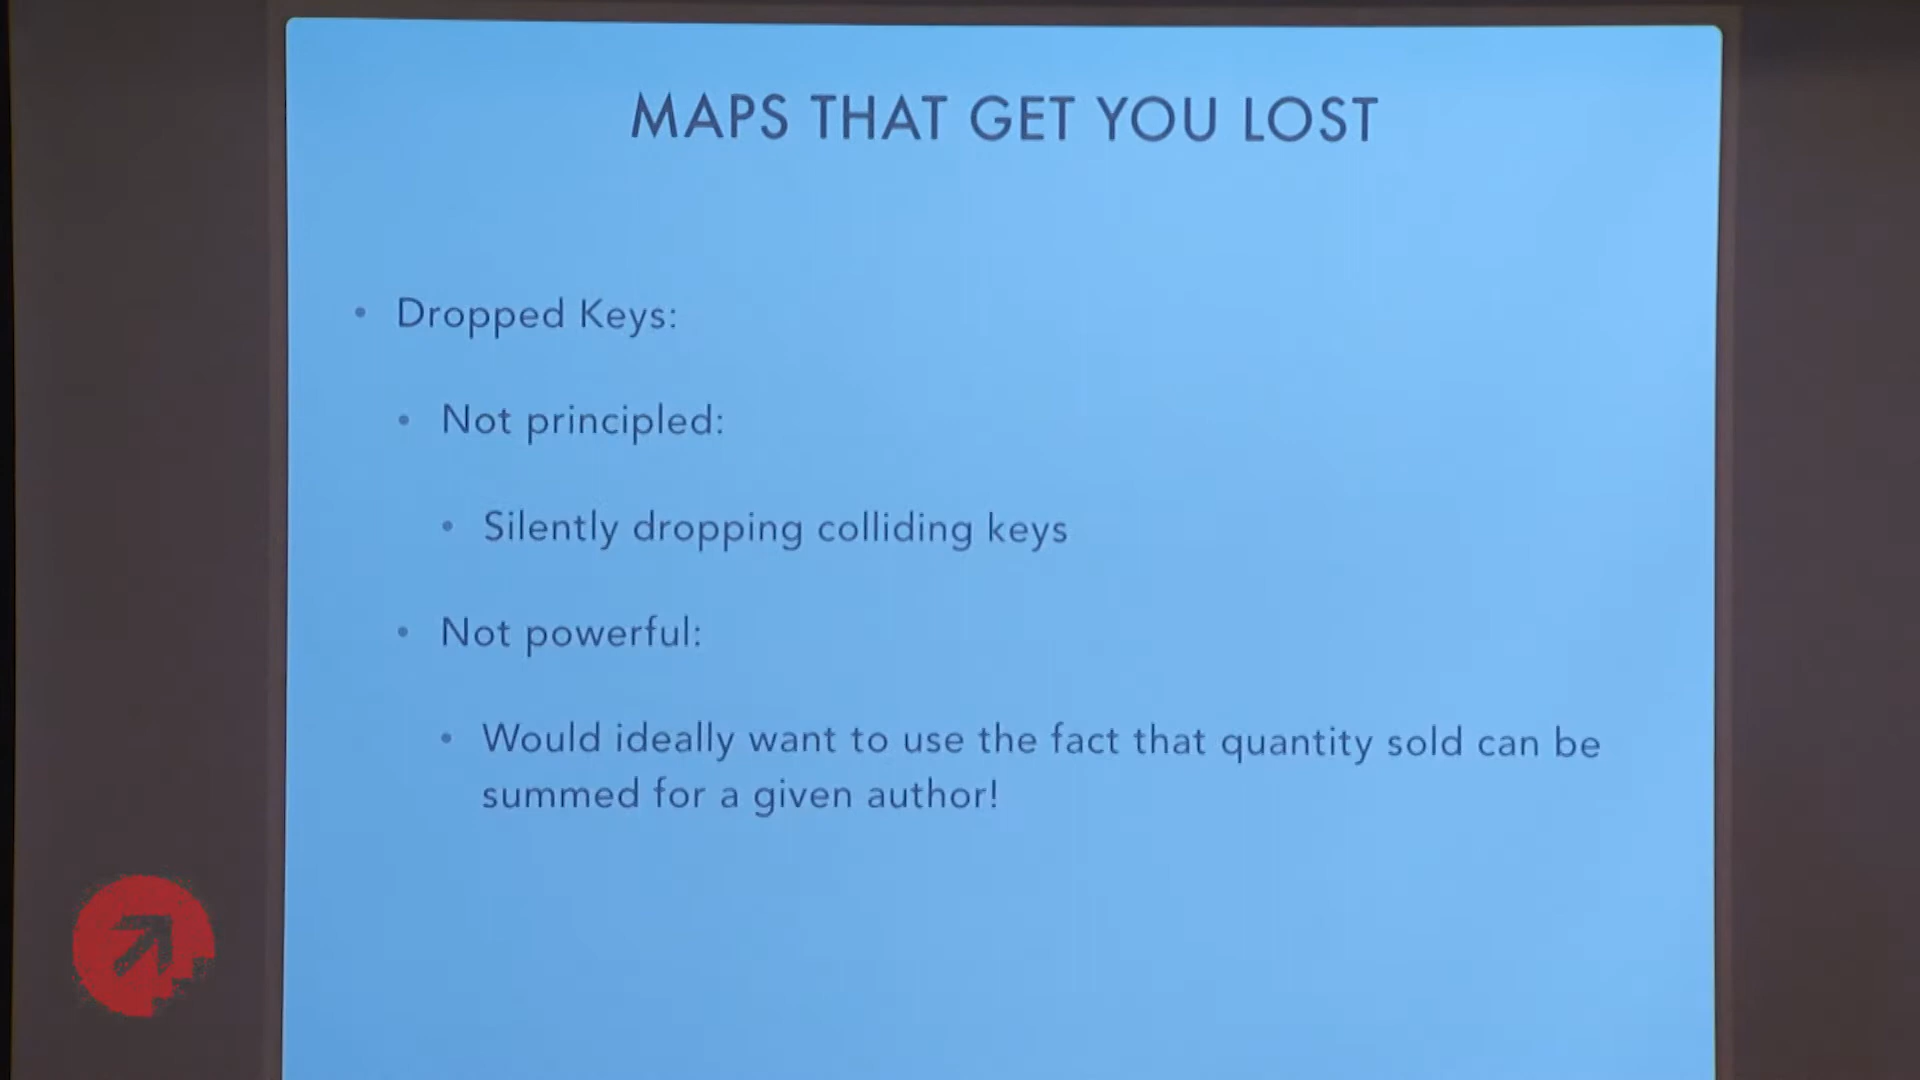 MAPS THAT GET YOU LOST
• Dropped Keys:
• Not principled:
• Silently dropping colliding keys
• Not powerful:
• Would ideally want to use the fact that quantity sold can be
summed for a given author!